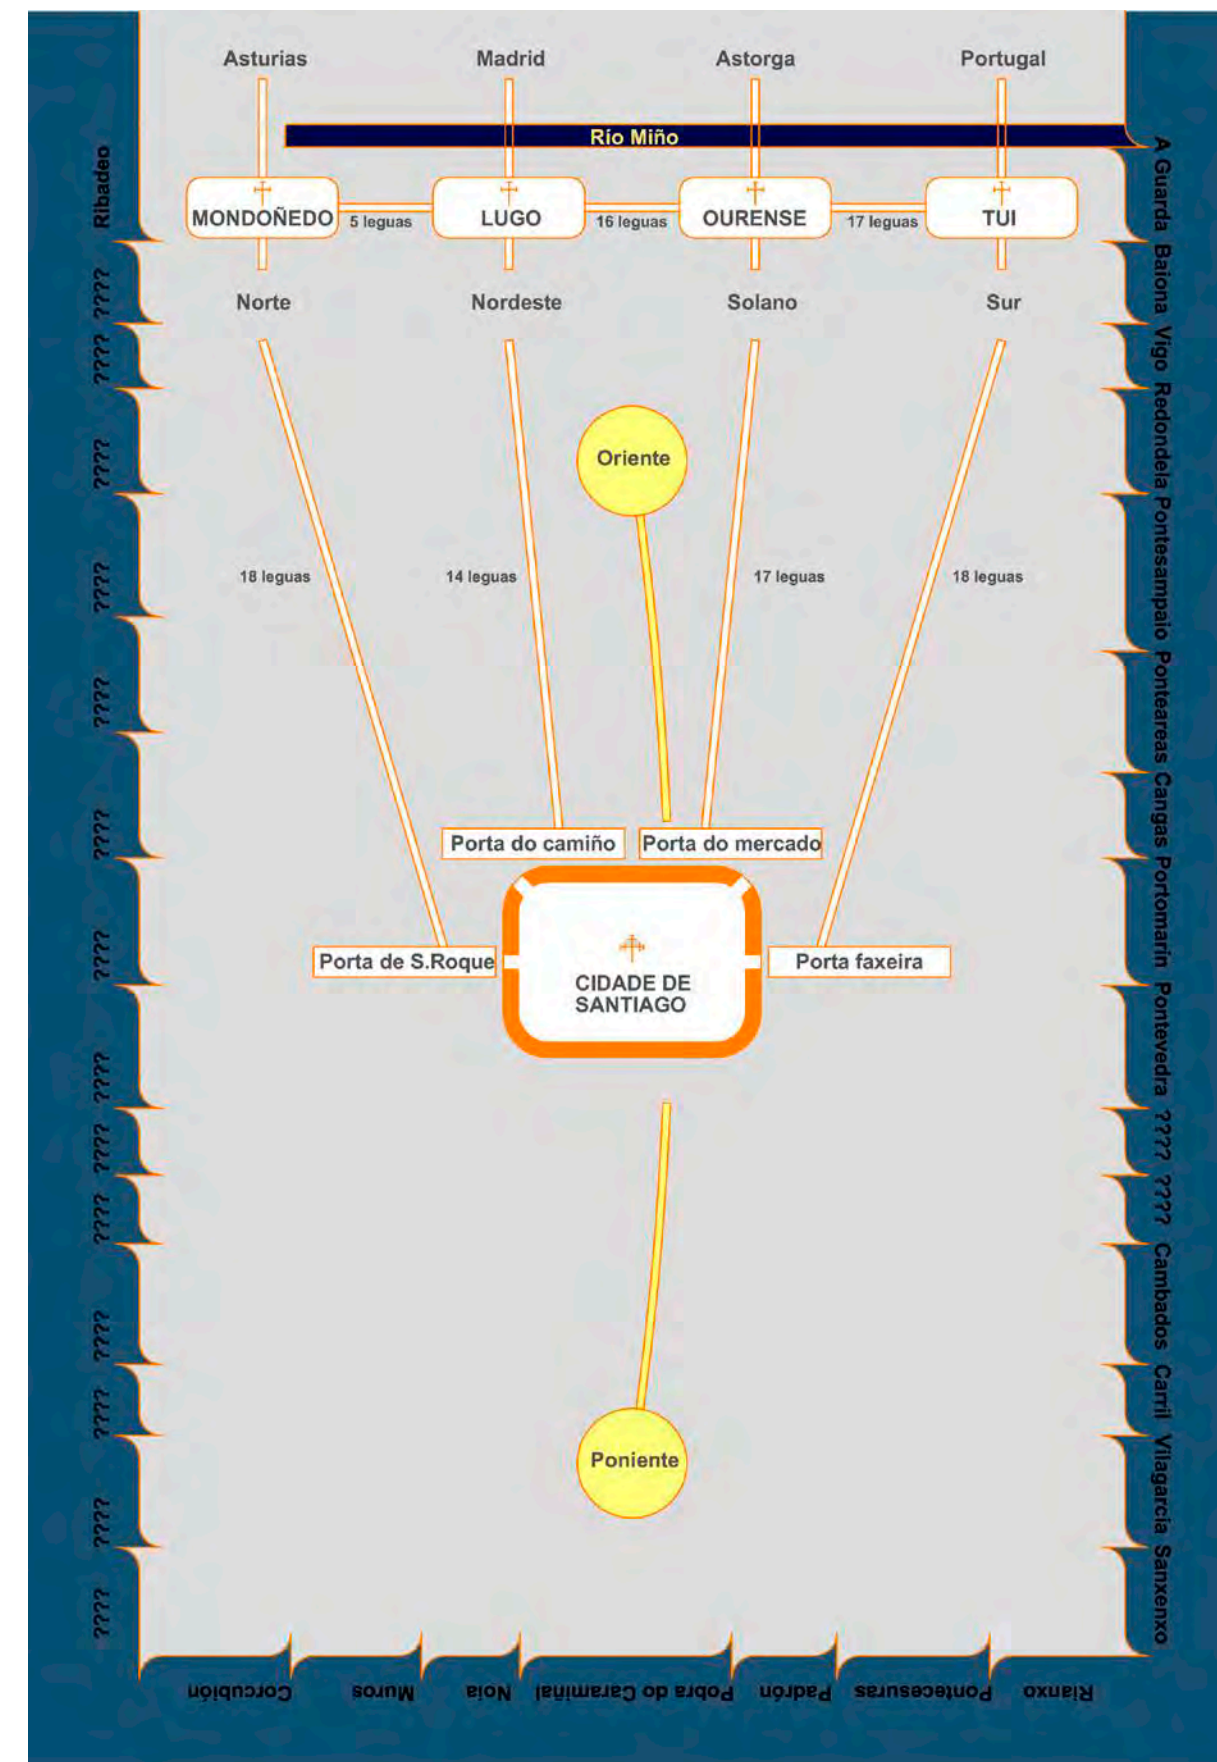 Asturias
Madrid
Astorga
Portugal
Río Miño
MONDOÑEDO
5 leguas
LUGO
16 leguas
OURENSE
17 leguas
TUI
Norte
Nordeste
Solano
Sur
Oriente
18 leguas
14 leguas
17 leguas
18 leguas
Porta do camiño
Porta do mercado
Porta de S.Roque
Porta faxeira
CIDADE DE
SANTIAGO
Poniente
Ribadeo
????
????
????
????
????
????
????
????
????
????
????
????
????
????
A Guarda
Baiona
Vigo
Redondela
Pontesampaio
Ponteareas
Cangas
Portomarín
Pontevedra
????
????
Cambados
Carril
Vilagarcía
Sanxenxo
Corcubión
Muros
Noia
Pobra do Caramiñal
Padrón
Pontecesuras
Rianxo